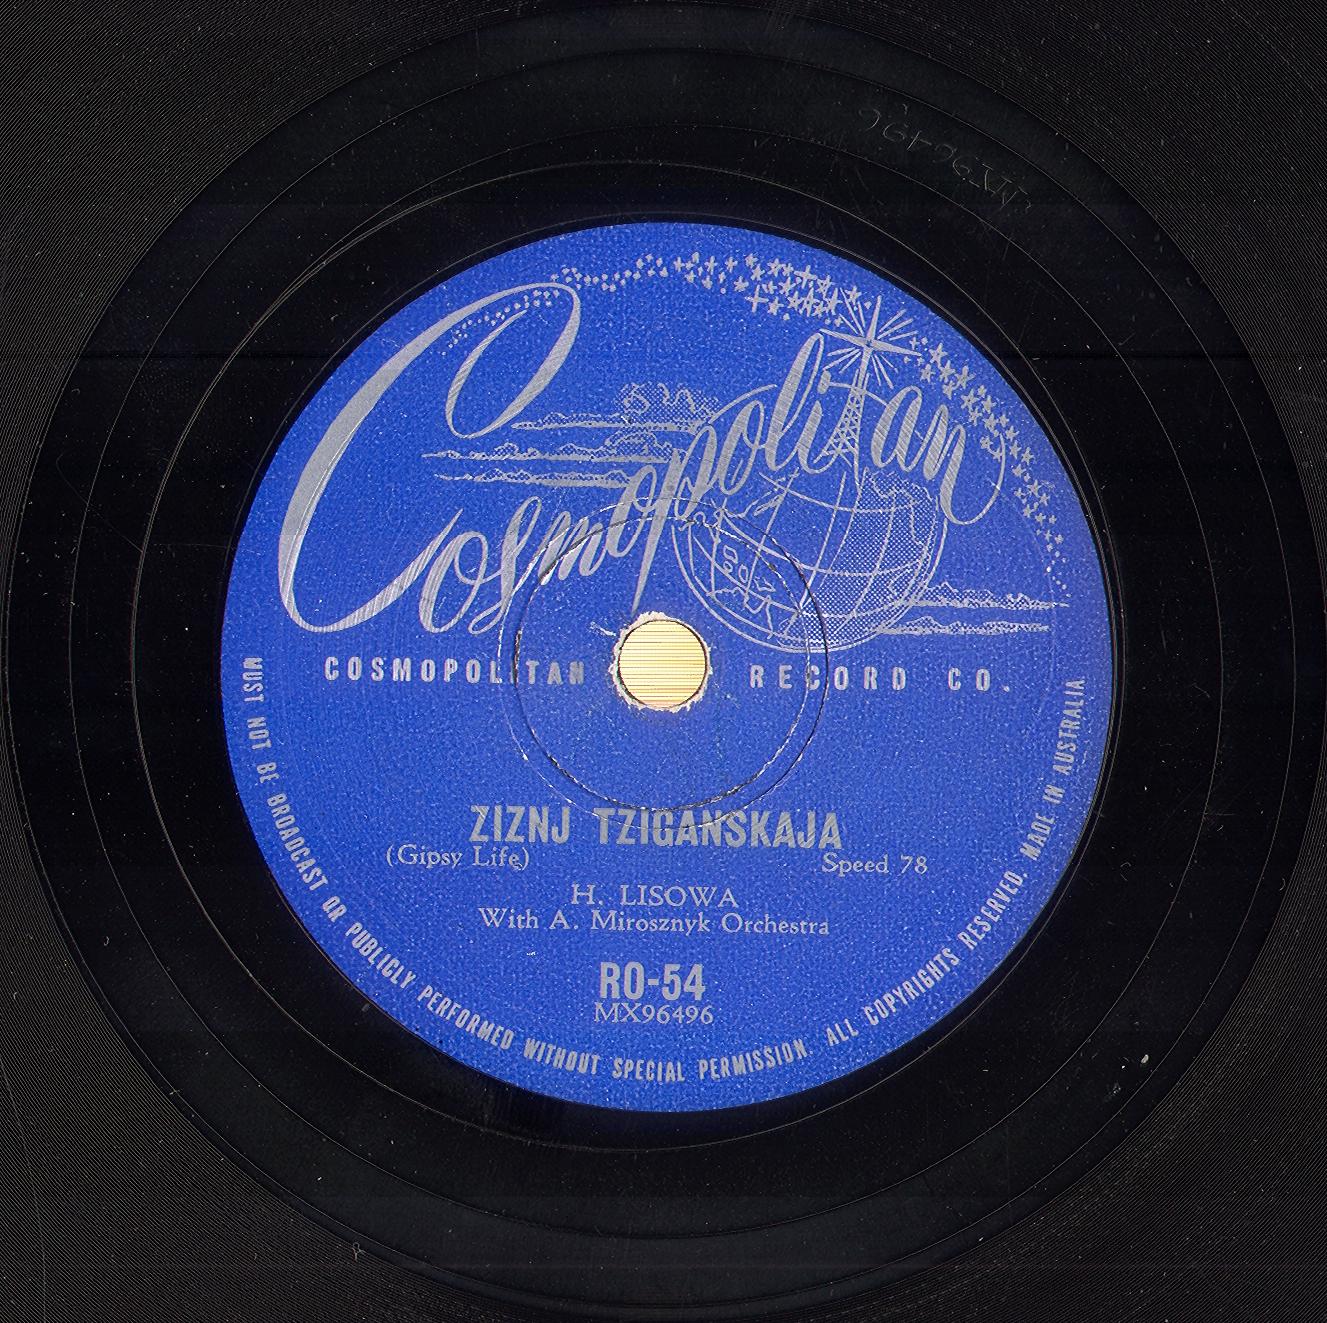 Cosmopolitan
COSMOPOLITAN RECORD CO.
ZIZNJ TZIGANSKAJA
(Gipsy Life) Speed 78
H. LISOWA
With A. Mirosznyk Orchestra
RO-54
MX96496
MUST NOT BE BROADCAST OR PUBLICLY PERFORMED WITHOUT SPECIAL PERMISSION. ALL COPYRIGHTS RESERVED. MADE IN AUSTRALIA
MX96496